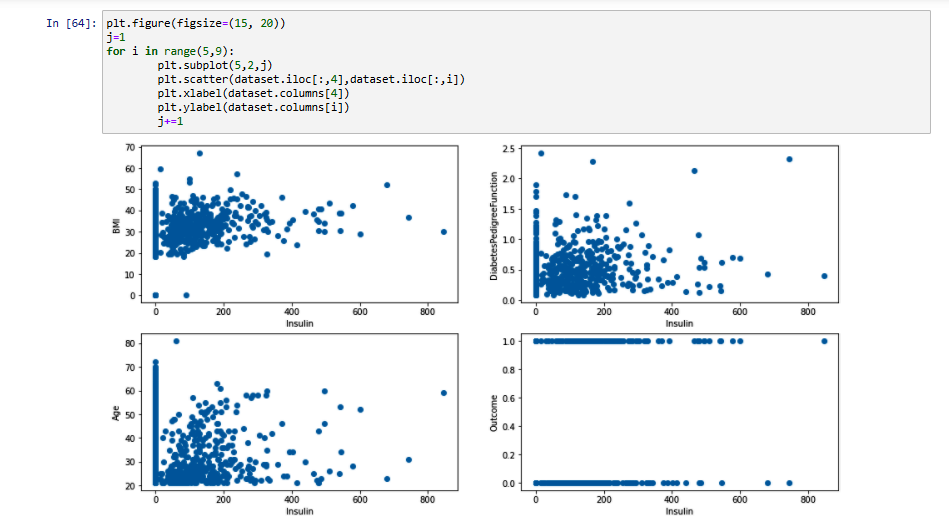 In [64]: plt.figure(figsize=(15, 20))
j=1
for i in range(5,9):
plt.subplot(5,2,j)
plt.scatter(dataset.iloc[:,4],dataset.iloc[:,i])
plt.xlabel(dataset.columns[4])
plt.ylabel(dataset.columns[i])
j+=1
70
60
50
40
30
20
10
0
BMI
0 200 400 600 800
Insulin
2.5
2.0
1.5
1.0
0.5
0.0
DiabetesPedigreeFunction
0 200 400 600 800
Insulin
80
70
60
50
40
30
20
Age
0 200 400 600 800
Insulin
1.0
0.8
0.6
0.4
0.2
0.0
Outcome
0 200 400 600 800
Insulin